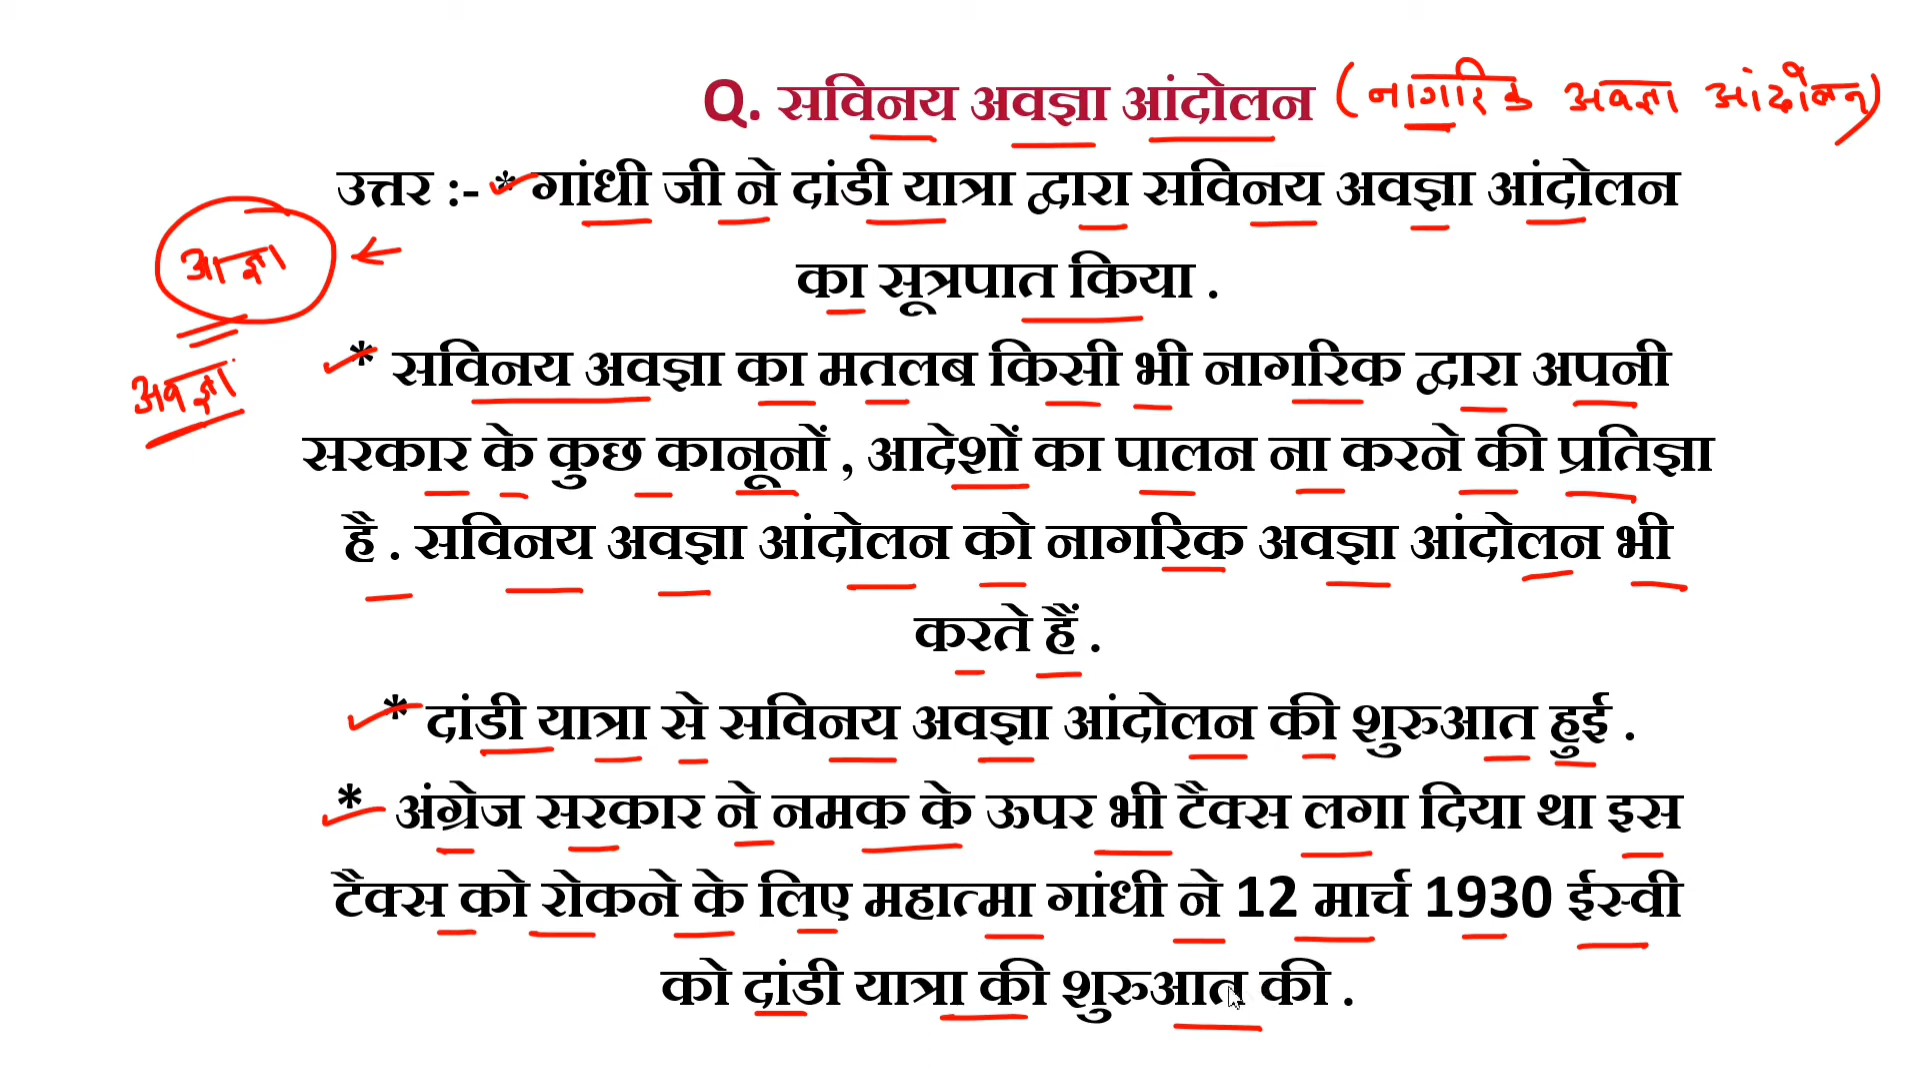 Q. सविनय अवज्ञा आंदोलन (नागरिक अवज्ञा आंदोलन)
उत्तर :- * गांधी जी ने दांडी यात्रा द्वारा सविनय अवज्ञा आंदोलन
आज्ञा
का सूत्रपात किया .
* सविनय अवज्ञा का मतलब किसी भी नागरिक द्वारा अपनी
अवज्ञा
सरकार के कुछ कानूनों , आदेशों का पालन ना करने की प्रतिज्ञा
है . सविनय अवज्ञा आंदोलन को नागरिक अवज्ञा आंदोलन भी
करते हैं .
* दांडी यात्रा से सविनय अवज्ञा आंदोलन की शुरुआत हुई .
* अंग्रेज सरकार ने नमक के ऊपर भी टैक्स लगा दिया था इस
टैक्स को रोकने के लिए महात्मा गांधी ने 12 मार्च 1930 ईस्वी
को दांडी यात्रा की शुरुआत की .